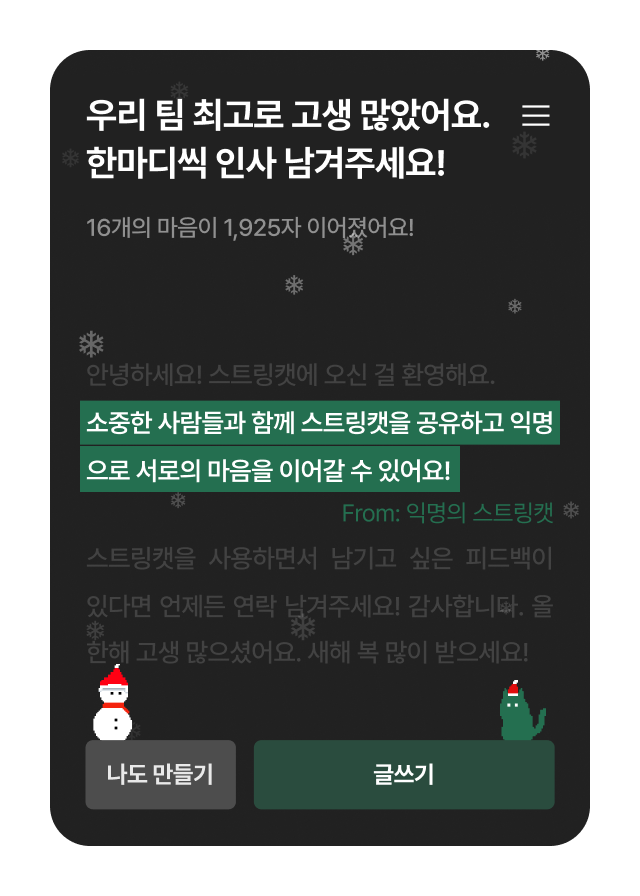 우리 팀 최고로 고생 많았어요.
한마디씩 인사 남겨주세요!
16개의 마음이 1,925자 이어졌어요!
안녕하세요! 스트링캣에 오신 걸 환영해요.
소중한 사람들과 함께 스트링캣을 공유하고 익명
으로 서로의 마음을 이어갈 수 있어요!
From: 익명의 스트링캣
스트링캣을 사용하면서 남기고 싶은 피드백이
있다면 언제든 연락 남겨주세요! 감사합니다. 올
한해 고생 많으셨어요. 새해 복 많이 받으세요!
나도 만들기
글쓰기